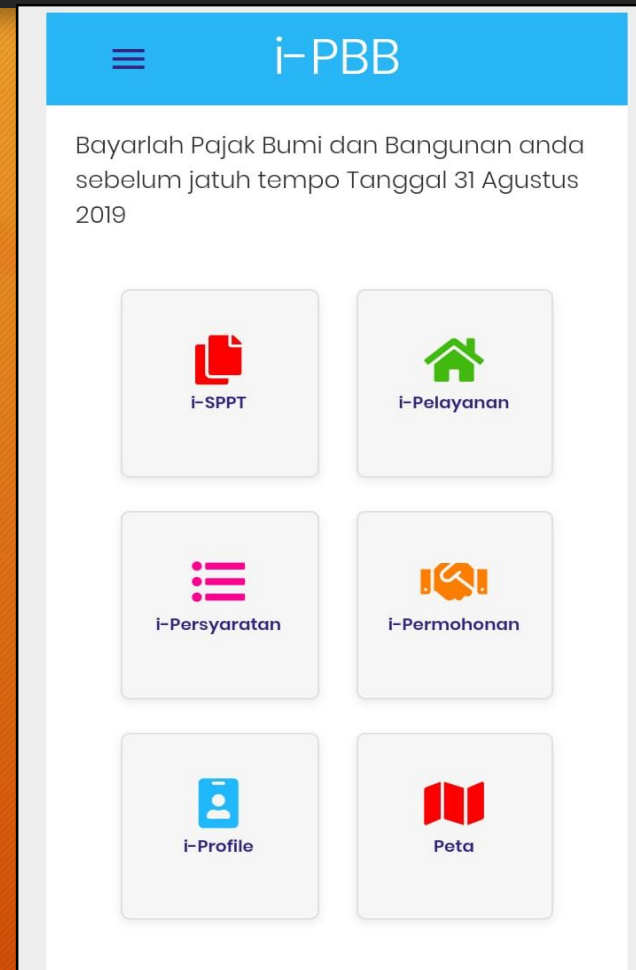 i-PBB
Bayarlah Pajak Bumi dan Bangunan anda
sebelum jatuh tempo Tanggal 31 Agustus
2019
i-SPPT
i-Pelayanan
i-Persyaratan
i-Permohonan
i-Profile
Peta